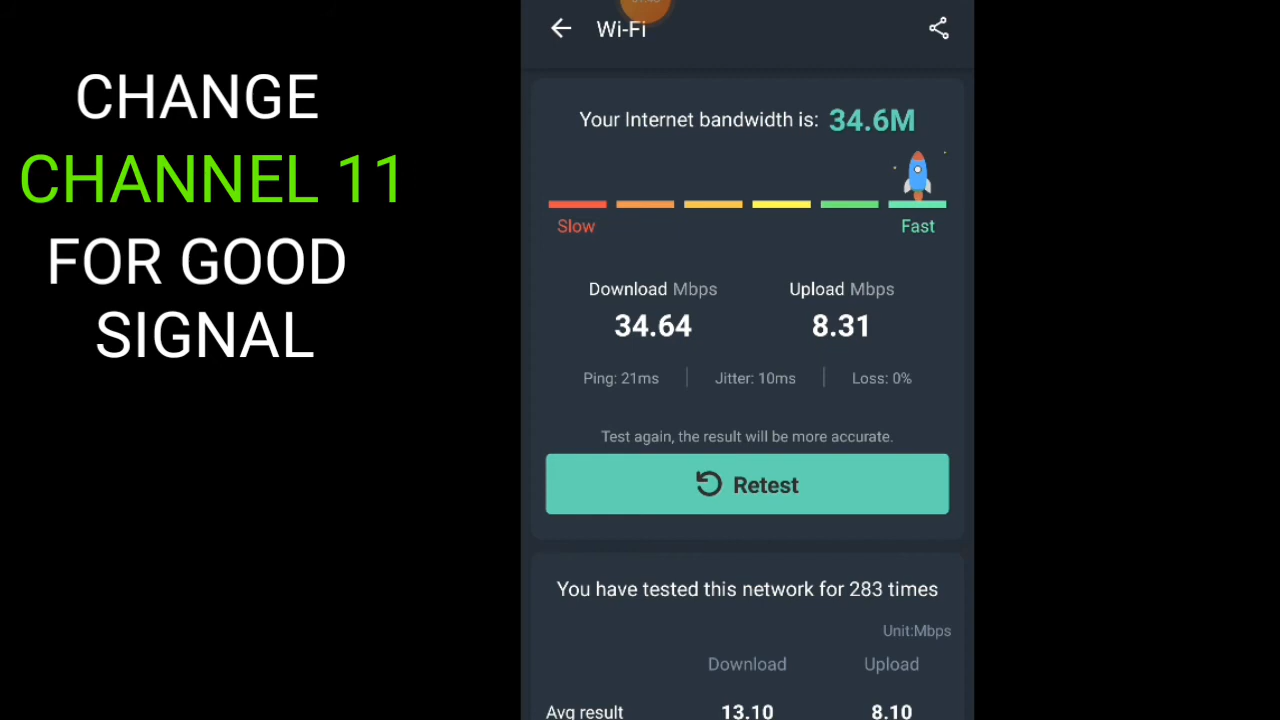 CHANGE
CHANNEL 11
FOR GOOD
SIGNAL
Wi-Fi
Your Internet bandwidth is: 34.6M
Slow Fast
Download Mbps Upload Mbps
34.64 8.31
Ping: 21ms Jitter: 10ms Loss: 0%
Test again, the result will be more accurate.
Retest
You have tested this network for 283 times
Unit:Mbps
Download Upload
Avg result 13.10 8.10